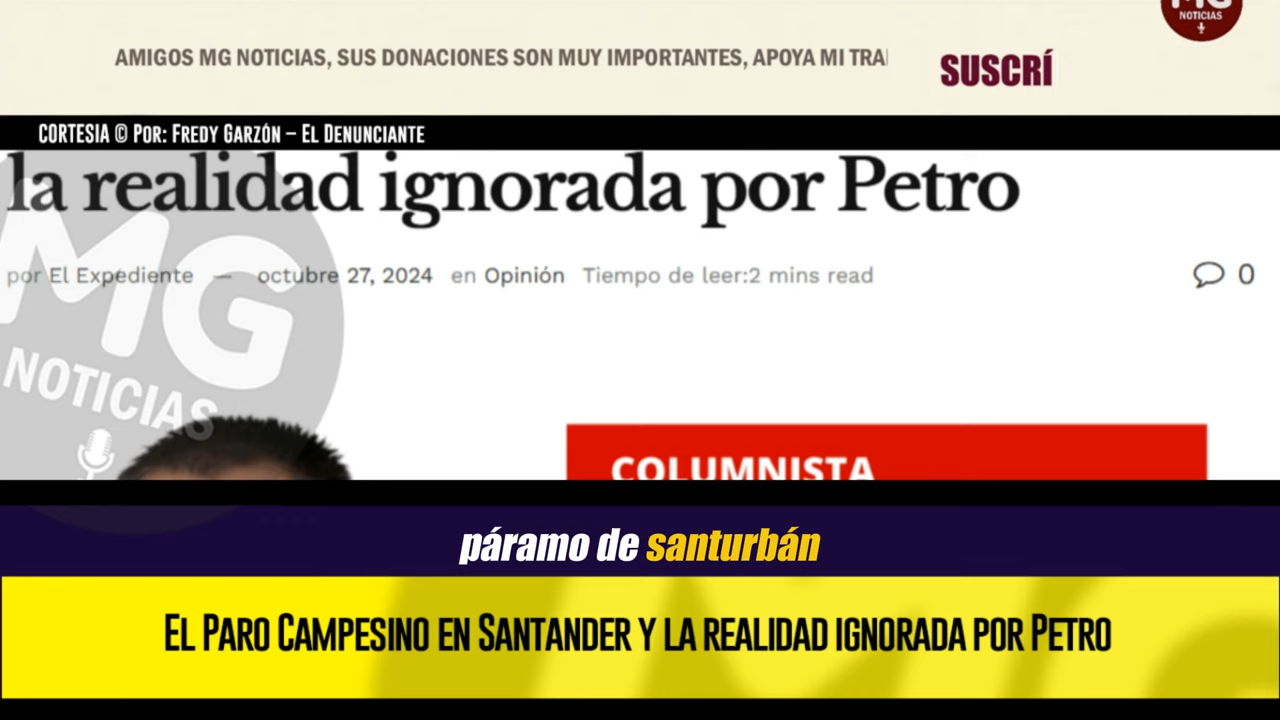 MG
NOTICIAS
AMIGOS MG NOTICIAS, SUS DONACIONES SON MUY IMPORTANTES, APOYA MI
SUSCRÍ
CORTESIA © POR: FREDY GARZÓN – EL DENUNCIANTE
la realidad ignorada por Petro
por El Expediente — octubre 27, 2024 en Opinión Tiempo de leer:2 mins read
0
MG
NOTICIAS
COLUMNISTA
páramo de santurbán
EL PARO CAMPESINO EN SANTANDER Y LA REALIDAD IGNORADA POR PETRO